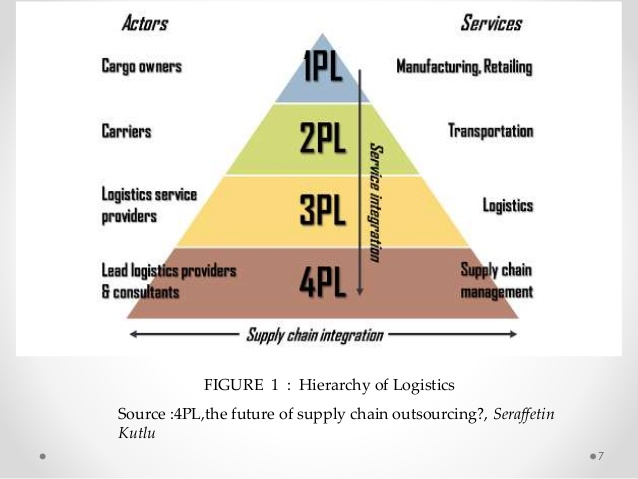 Actors
Services
Cargo owners
1PL
Manufacturing, Retailing
Carriers
2PL
Transportation
Service integration
Logistics service
providers
3PL
Logistics
Lead logistics providers
& consultants
4PL
Supply chain
management
Supply chain integration
FIGURE 1 : Hierarchy of Logistics
Source :4PL,the future of supply chain outsourcing?, Seraffetin
Kutlu
7